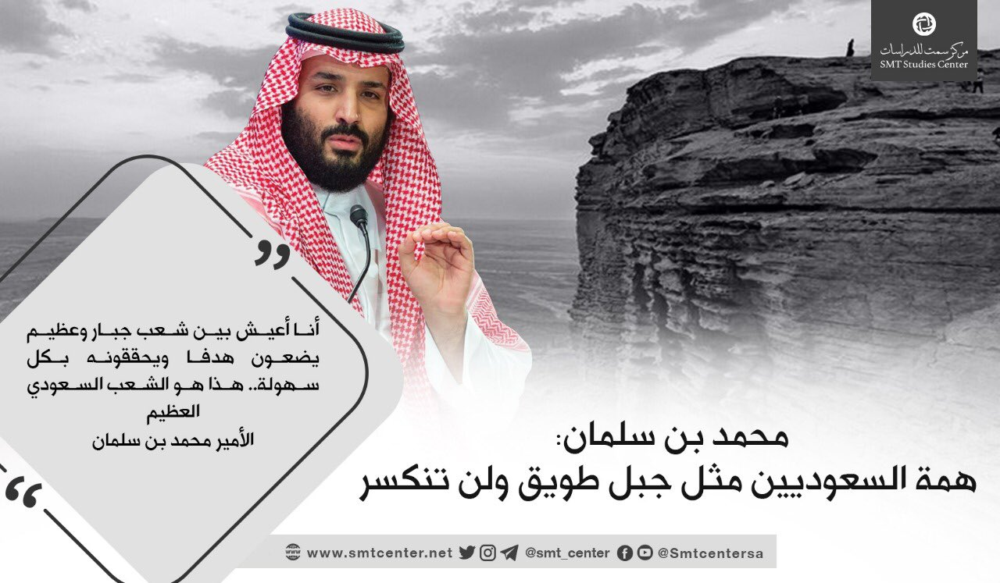 مركز سمت للدراسات
SMT Studies Center
أنا أعيش بين شعب جبار وعظيم
يضعون هدفا ويحققونه بكل
سهولة.. هذا هو الشعب السعودي
العظيم
الأمير محمد بن سلمان
محمد بن سلمان:
همة السعوديين مثل جبل طويق ولن تنكسر
www www.smtcenter.net @smt_center @Smtcentersa